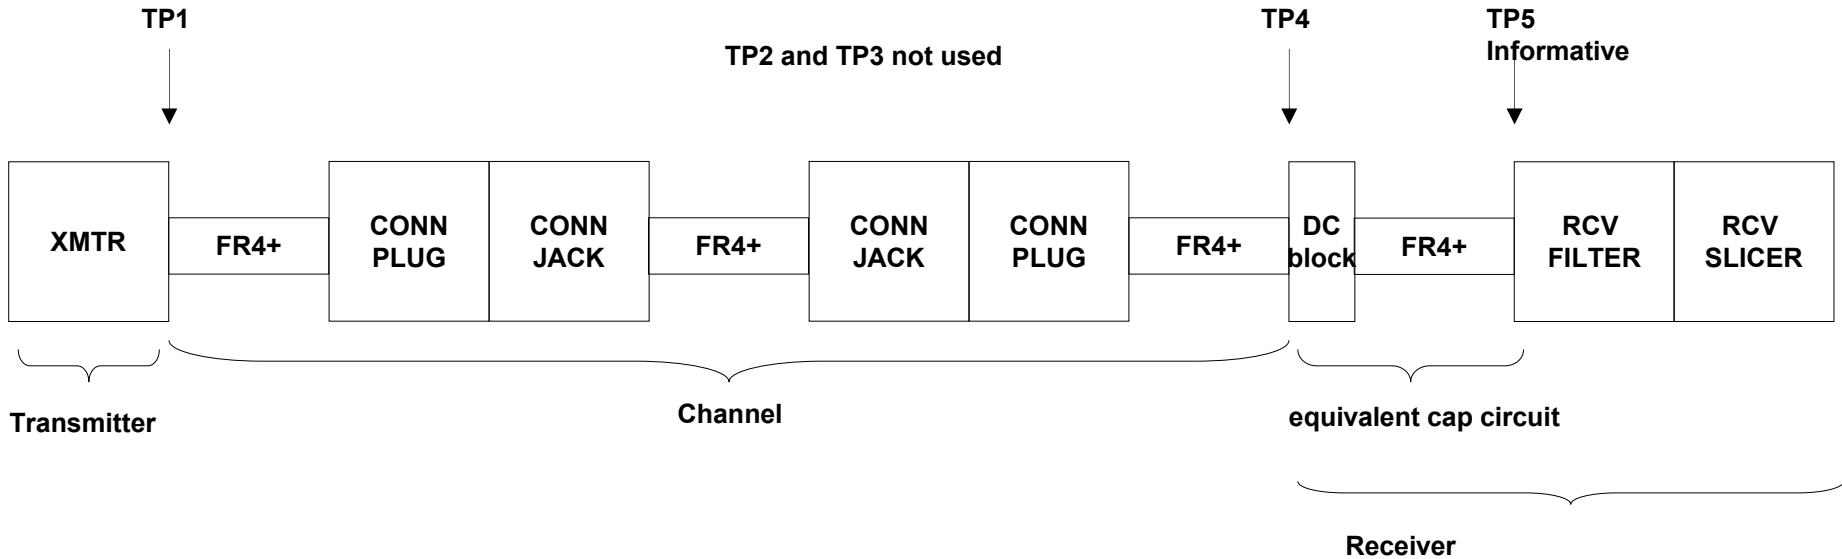 TP1
TP4
TP5
Informative
TP2 and TP3 not used
XMTR
FR4+
CONN
PLUG
CONN
JACK
FR4+
CONN
JACK
CONN
PLUG
FR4+
DC
block
FR4+
RCV
FILTER
RCV
SLICER
Transmitter
Channel
equivalent cap circuit
Receiver